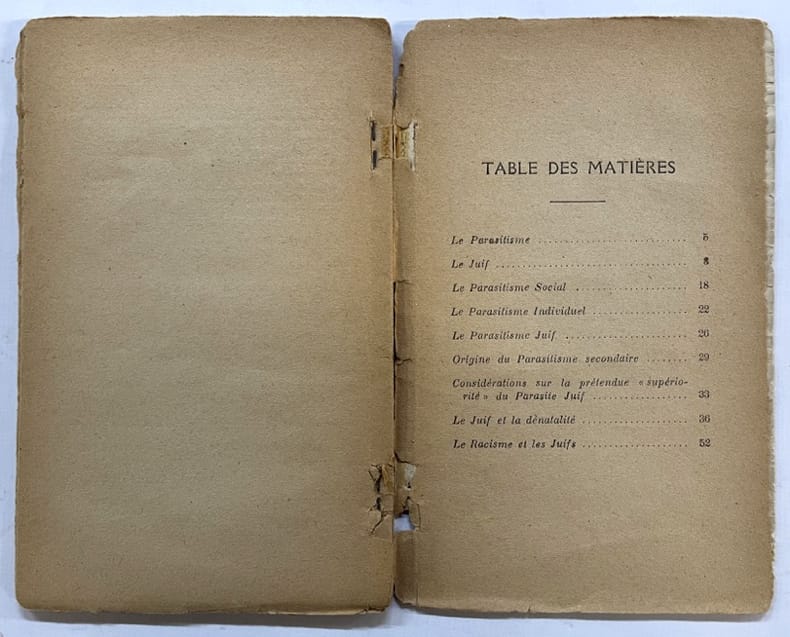 TABLE DES MATIÈRES
Le Parasitisme ........................ 5
Le Juif ................................ 8
Le Parasitisme Social ................... 18
Le Parasitisme Individuel ............... 22
Le Parasitisme Juif ..................... 26
Origine du Parasitisme secondaire ........ 29
Considérations sur la prétendue « supério-
rité » du Parasite Juif .................. 33
Le Juif et la dénatalité ................. 36
Le Racisme et les Juifs .................. 52